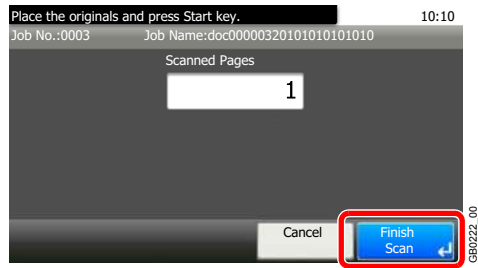 Place the originals and press Start key. 10:10
Job No.:0003 Job Name:doc00000320101010101010
Scanned Pages
1
Cancel
Finish
Scan
GB0222_00